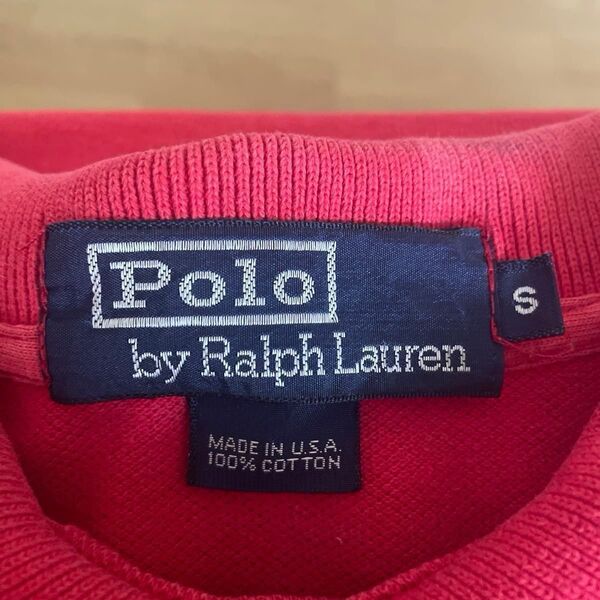 Polo
by Ralph Lauren
S
MADE IN U.S.A.
100% COTTON